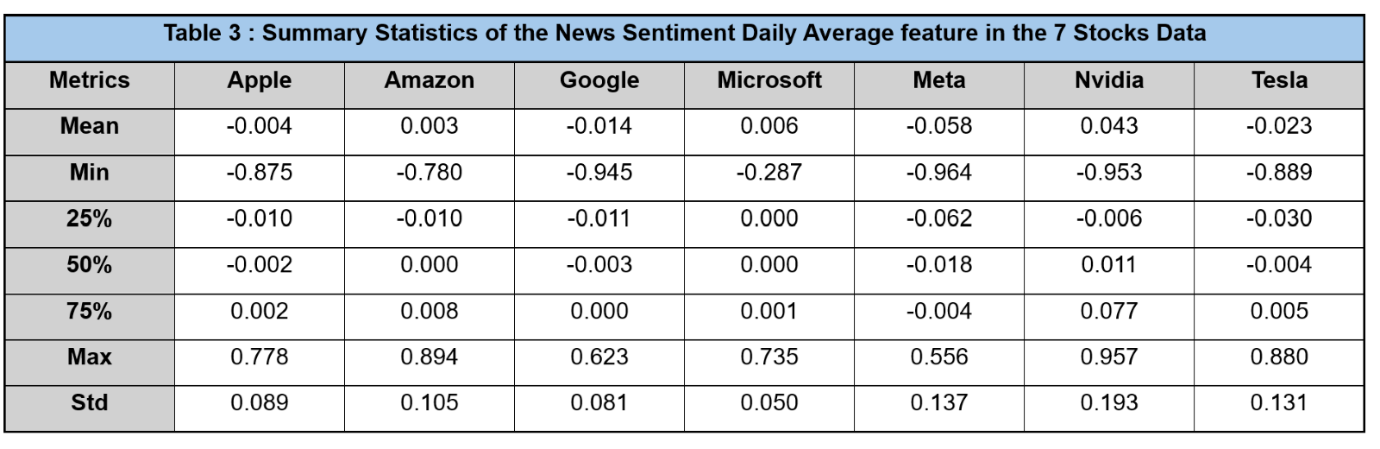 Table 3 : Summary Statistics of the News Sentiment Daily Average feature in the 7 Stocks Data
Metrics Apple Amazon Google Microsoft Meta Nvidia Tesla
Mean -0.004 0.003 -0.014 0.006 -0.058 0.043 -0.023
Min -0.875 -0.780 -0.945 -0.287 -0.964 -0.953 -0.889
25% -0.010 -0.010 -0.011 0.000 -0.062 -0.006 -0.030
50% -0.002 0.000 -0.003 0.000 -0.018 0.011 -0.004
75% 0.002 0.008 0.000 0.001 -0.004 0.077 0.005
Max 0.778 0.894 0.623 0.735 0.556 0.957 0.880
Std 0.089 0.105 0.081 0.050 0.137 0.193 0.131